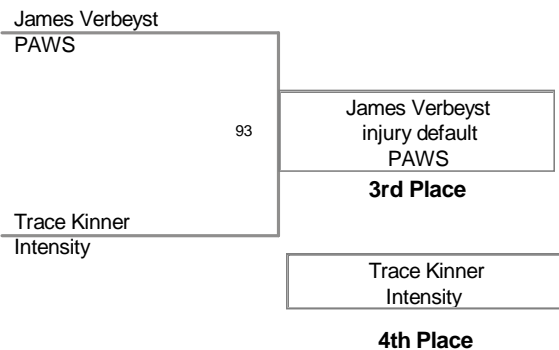 James Verbeyst
PAWS
93
James Verbeyst
injury default
PAWS
3rd Place
Trace Kinner
Intensity
Trace Kinner
Intensity
4th Place